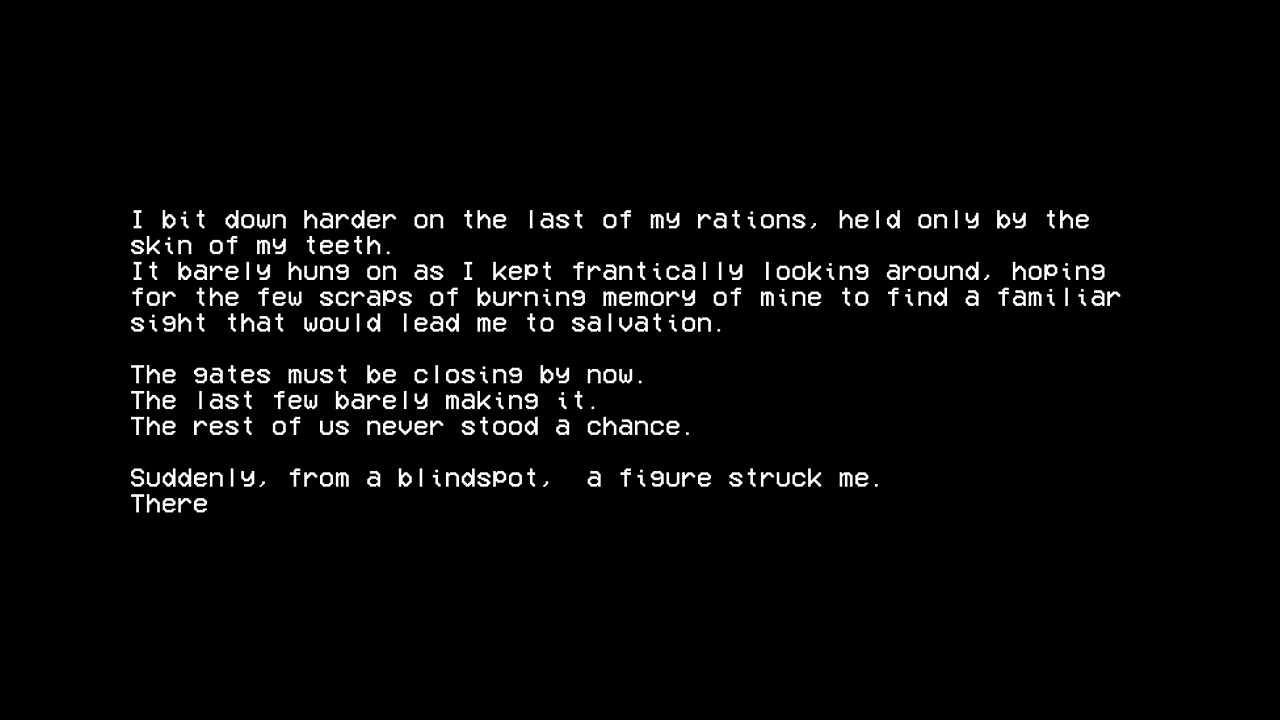 I bit down harder on the last of my rations, held only by the
skin of my teeth.
It barely hung on as I kept frantically looking around, hoping
for the few scraps of burning memory of mine to find a familiar
sight that would lead me to salvation.
The gates must be closing by now.
The last few barely making it.
The rest of us never stood a chance.
Suddenly, from a blindspot,  a figure struck me.
There